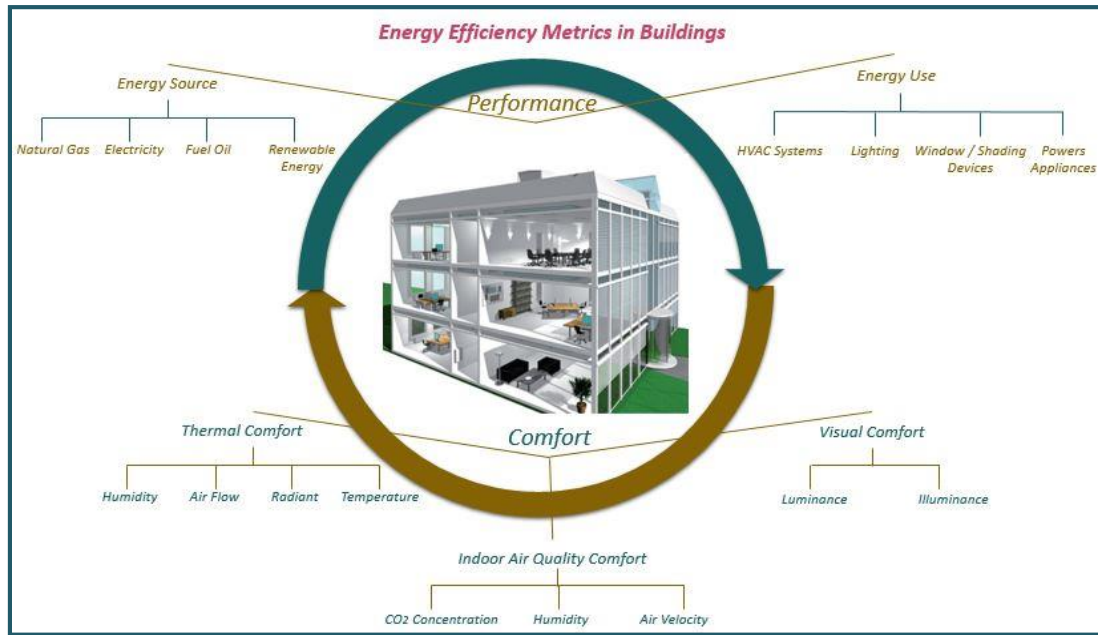 Energy Efficiency Metrics in Buildings
Energy Source
Performance
Energy Use
Natural Gas
Electricity
Fuel Oil
Renewable
Energy
HVAC Systems
Lighting
Window / Shading
Devices
Powers
Appliances
Thermal Comfort
Comfort
Visual Comfort
Humidity
Air Flow
Radiant
Temperature
Luminance
Illuminance
Indoor Air Quality Comfort
CO2 Concentration
Humidity
Air Velocity